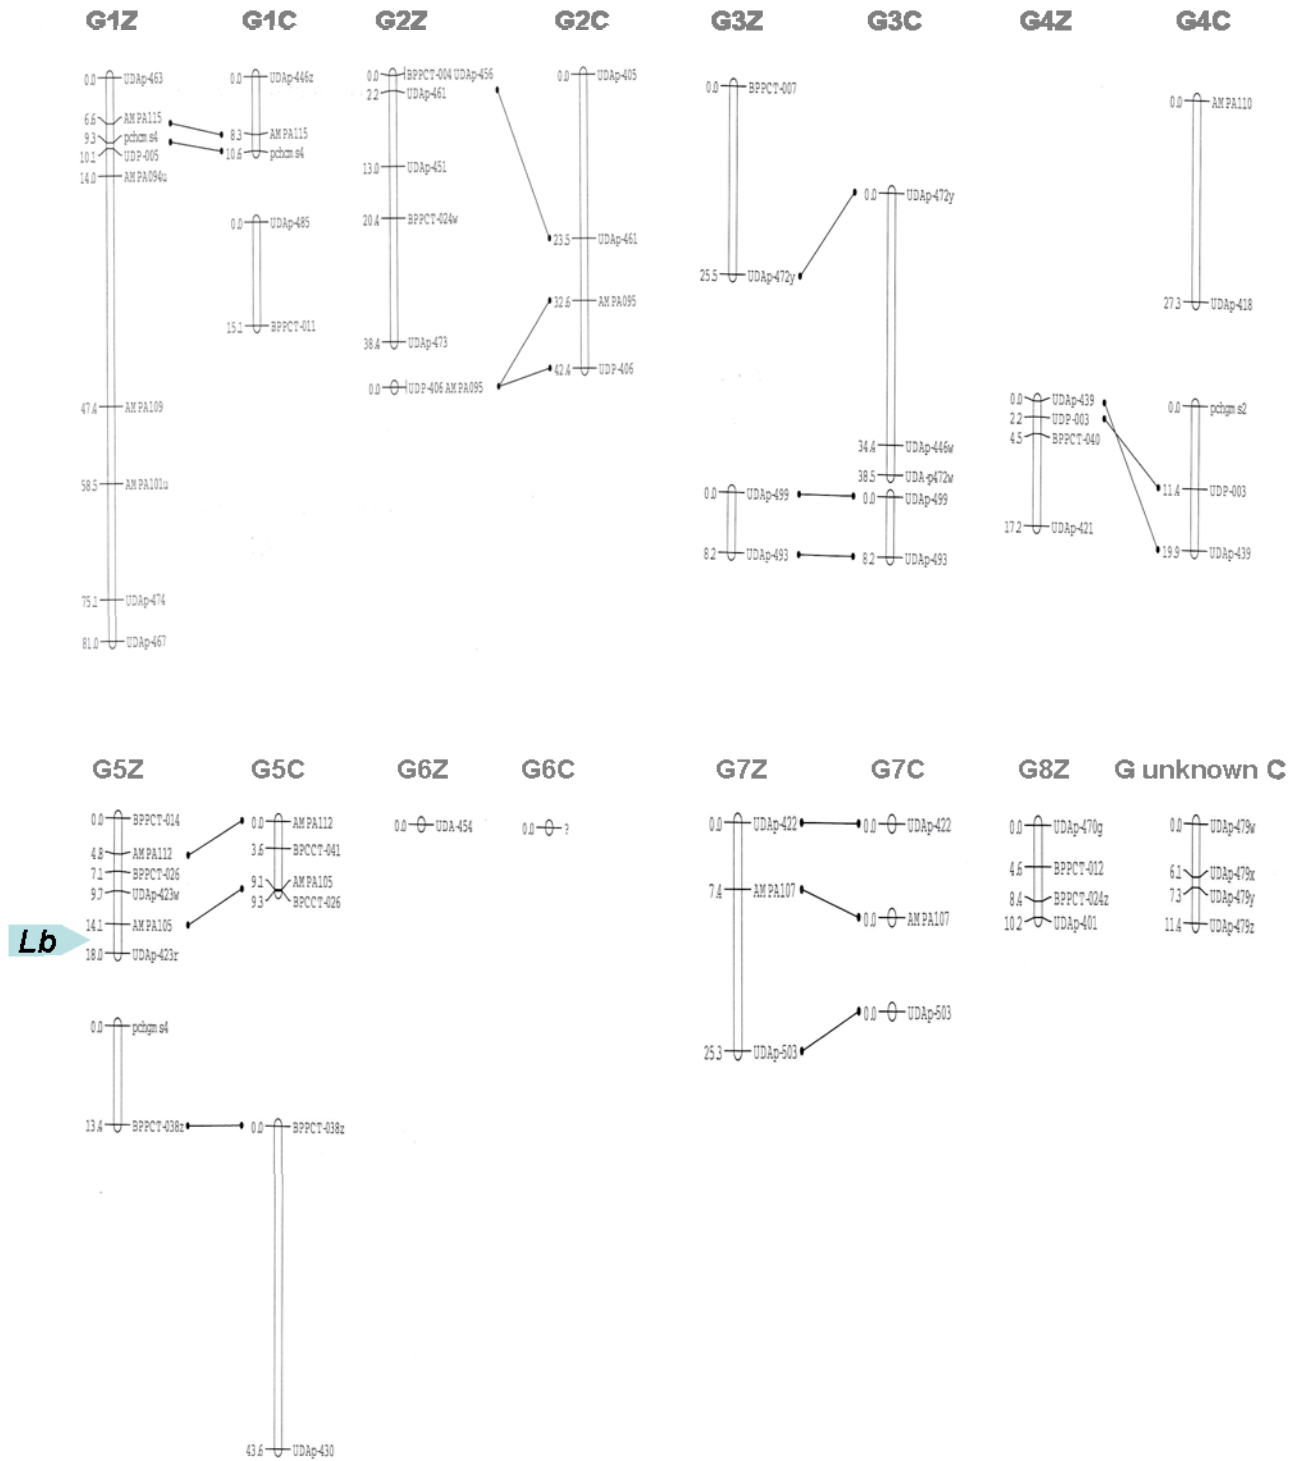 G1Z G1C G2Z G2C G3Z G3C G4Z G4C
0.0 UDAp-463
6.6 AMPA115
9.3 pchcms4
10.1 UDP-005
14.0 AMPA094u
47.4 AMPA109
58.5 AMPA101u
75.1 UDAp-474
81.0 UDAp-467
0.0 UDAp-446z
8.3 AMPA115
10.6 pchcms4
0.0 UDAp-485
15.1 BPPCT-011
0.0 BPPCT-004 UDAp-456
2.2 UDAp-461
13.0 UDAp-451
20.4 BPPCT-024w
38.4 UDAp-473
0.0 UDP-406 AMPA095
0.0 UDAp-405
23.5 UDAp-461
32.6 AMPA095
42.4 UDP-406
0.0 BPPCT-007
25.5 UDAp-472y
0.0 UDAp-499
8.2 UDAp-493
0.0 UDAp-472y
34.4 UDAp-446w
38.5 UDA-p472w
0.0 UDAp-499
8.2 UDAp-493
0.0 UDAp-439
2.2 UDP-003
4.5 BPPCT-040
17.2 UDAp-421
0.0 AMPA110
27.3 UDAp-418
0.0 pchgms2
11.4 UDP-003
19.9 UDAp-439
G5Z G5C G6Z G6C G7Z G7C G8Z G unknown C
0.0 BPPCT-014
4.8 AMPA112
7.1 BPPCT-026
9.7 UDAp-423w
14.1 AMPA105
Lb
18.0 UDAp-423r
0.0 pchgms4
13.4 BPPCT-038z
0.0 AMPA112
3.6 BPCCT-041
9.1 AMPA105
9.3 BPCCT-026
0.0 BPPCT-038z
43.6 UDAp-430
0.0 UDA-454
0.0 ?
0.0 UDAp-422
7.4 AMPA107
25.3 UDAp-503
0.0 UDAp-422
0.0 AMPA107
0.0 UDAp-503
0.0 UDAp-470g
4.6 BPPCT-012
8.4 BPPCT-024z
10.2 UDAp-401
0.0 UDAp-479w
6.1 UDAp-479x
7.3 UDAp-479y
11.4 UDAp-479z